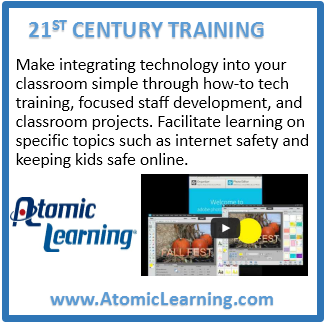 21ST CENTURY TRAINING
Make integrating technology into your
classroom simple through how-to tech
training, focused staff development, and
classroom projects. Facilitate learning on
specific topics such as internet safety and
keeping kids safe online.
Atomic
Learning®
FALL FEST
FALL FEST
www.AtomicLearning.com